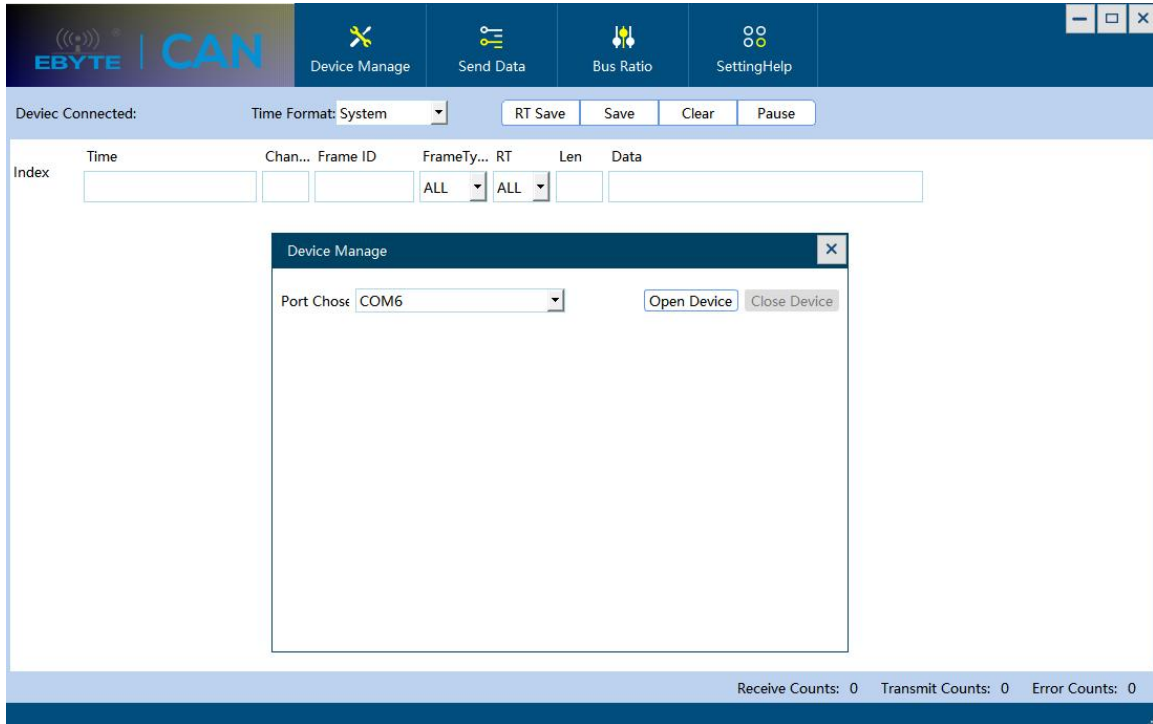 EBYTE | CAN
Device Manage
Send Data
Bus Ratio
SettingHelp
Deviec Connected:
Time Format: System
RT Save
Save
Clear
Pause
Index
Time
Chan...
Frame ID
FrameTy...
RT
Len
Data
ALL
ALL
Device Manage
Port Chose
COM6
Open Device
Close Device
Receive Counts: 0
Transmit Counts: 0
Error Counts: 0